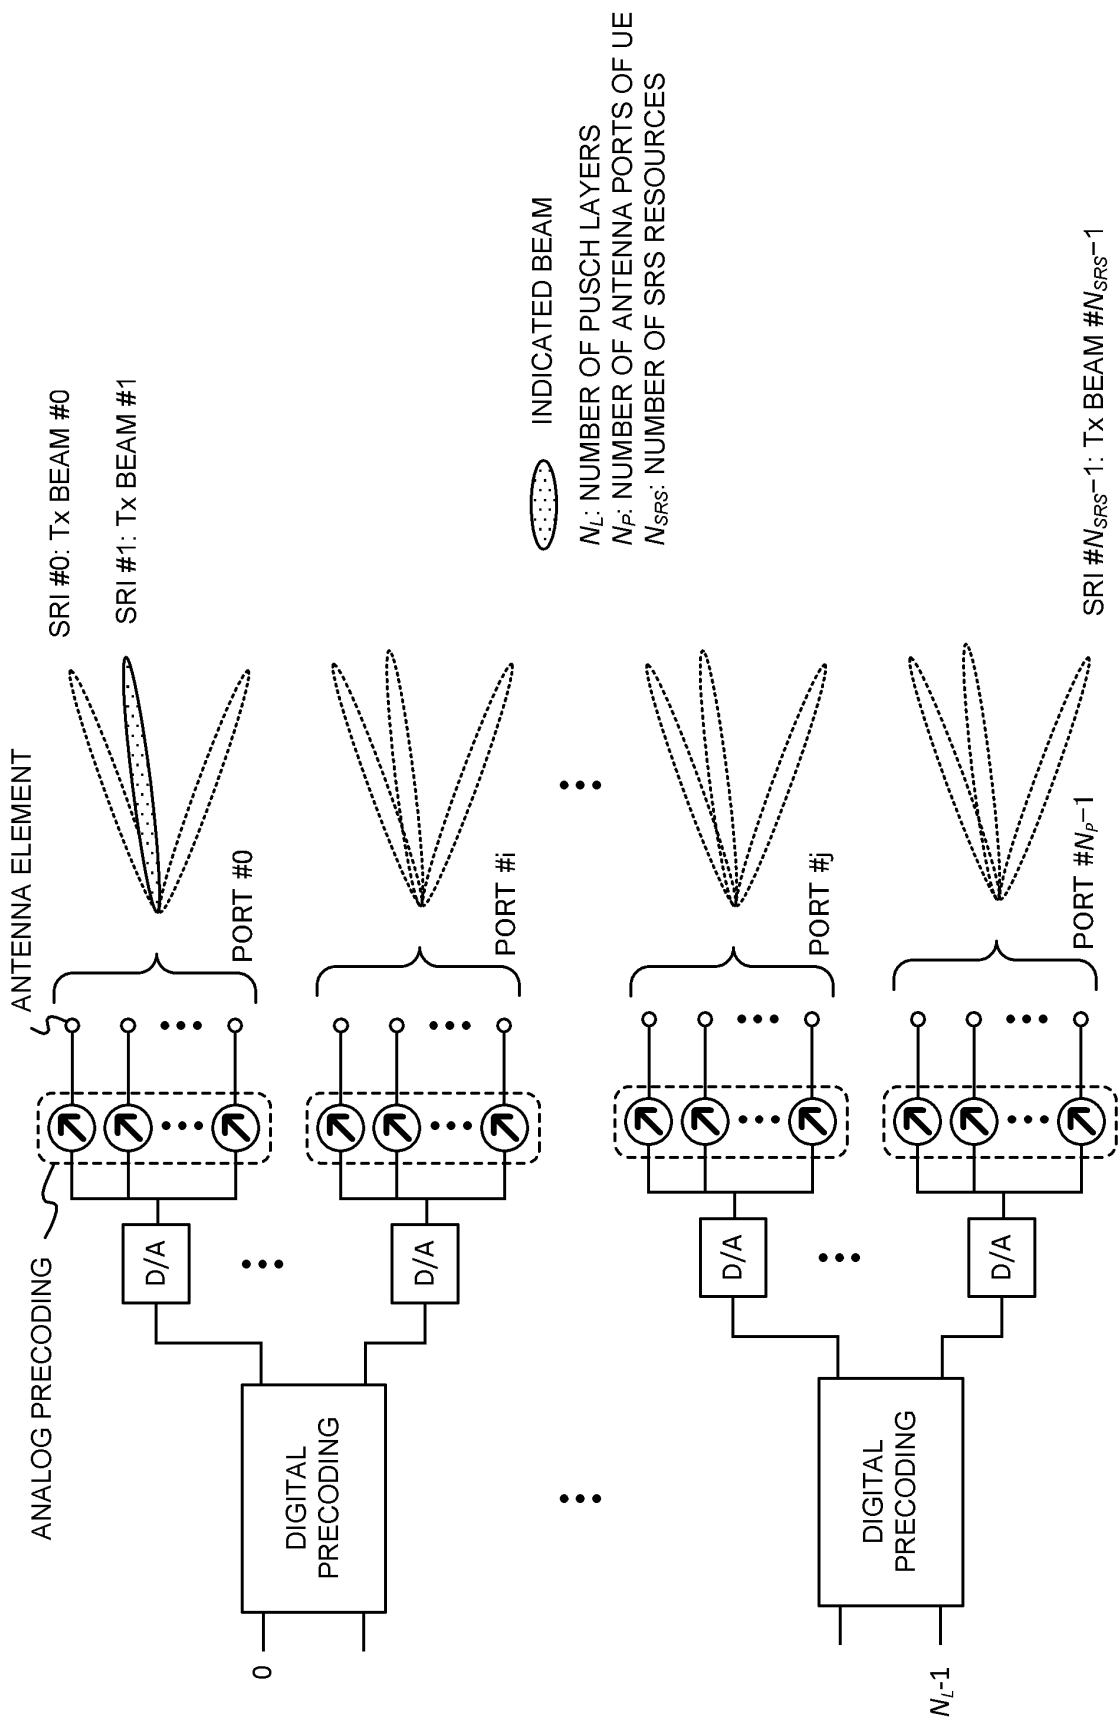 ANALOG PRECODING
ANTENNA ELEMENT
SRI #0: Tx BEAM #0
SRI #1: Tx BEAM #1
0
DIGITAL
PRECODING
D/A
D/A
PORT #0
PORT #i
INDICATED BEAM
N_L: NUMBER OF PUSCH LAYERS
N_P: NUMBER OF ANTENNA PORTS OF UE
N_SRS: NUMBER OF SRS RESOURCES
N_L-1
DIGITAL
PRECODING
D/A
D/A
PORT #j
PORT #N_P−1
SRI #N_SRS−1: Tx BEAM #N_SRS−1